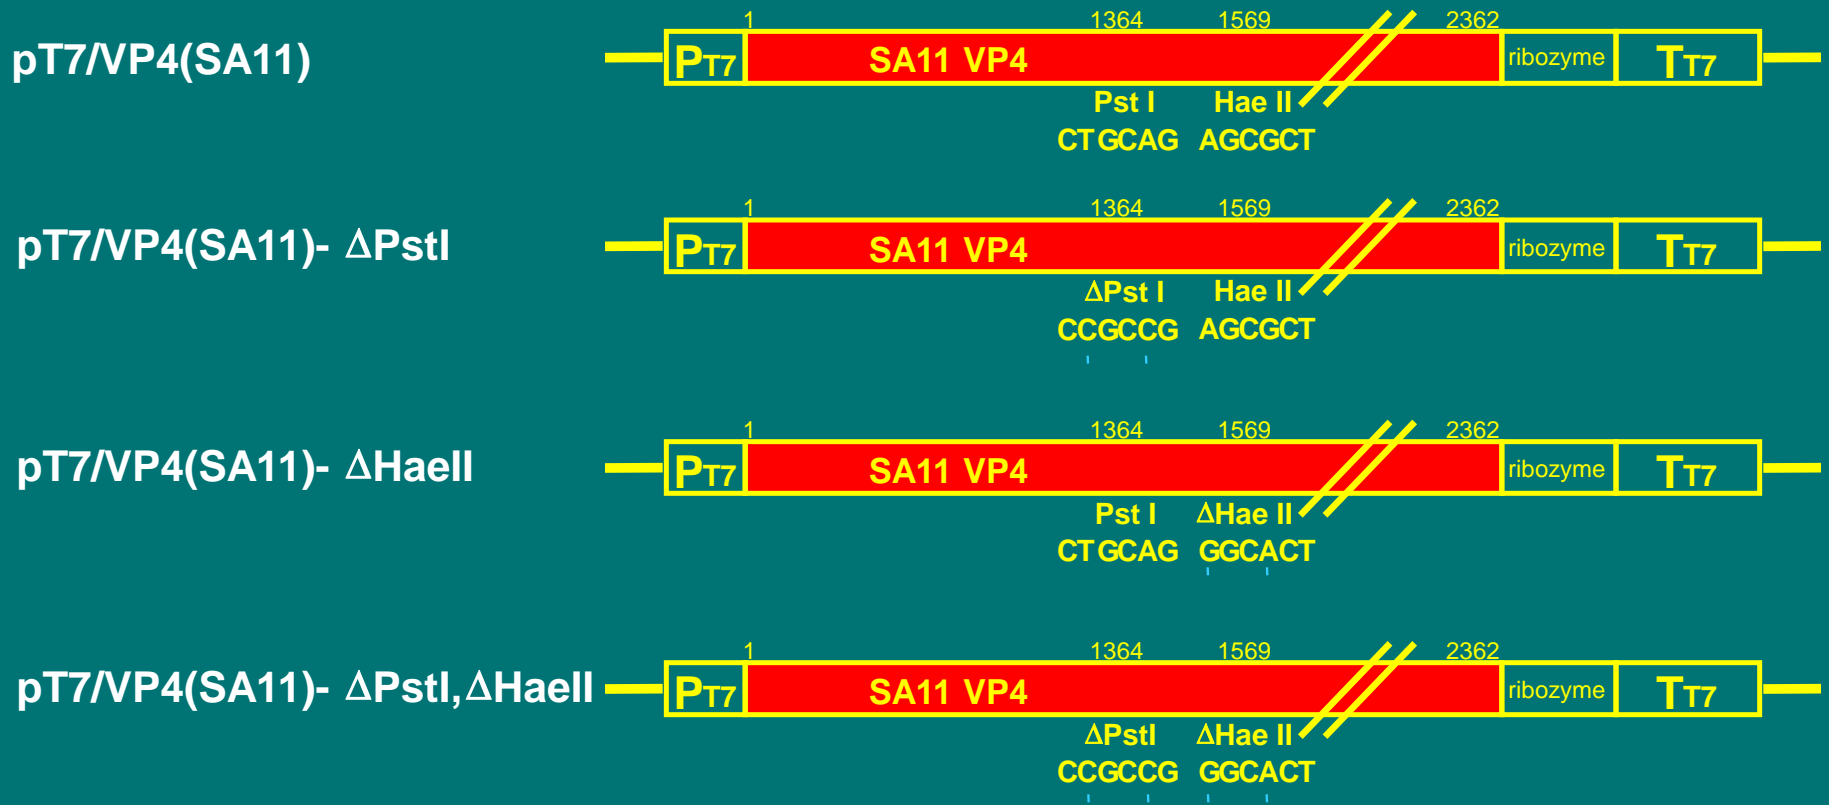 1 1364 1569 2362
pT7/VP4(SA11) PT7 SA11 VP4 ribozyme TT7
Pst I Hae II
CTGCAG AGCGCT
1 1364 1569 2362
pT7/VP4(SA11)- ΔPstI PT7 SA11 VP4 ribozyme TT7
ΔPst I Hae II
CCGCCG AGCGCT
1 1364 1569 2362
pT7/VP4(SA11)- ΔHaeII PT7 SA11 VP4 ribozyme TT7
Pst I ΔHae II
CTGCAG GGCACT
1 1364 1569 2362
pT7/VP4(SA11)- ΔPstI,ΔHaeII PT7 SA11 VP4 ribozyme TT7
ΔPstI ΔHae II
CCGCCG GGCACT